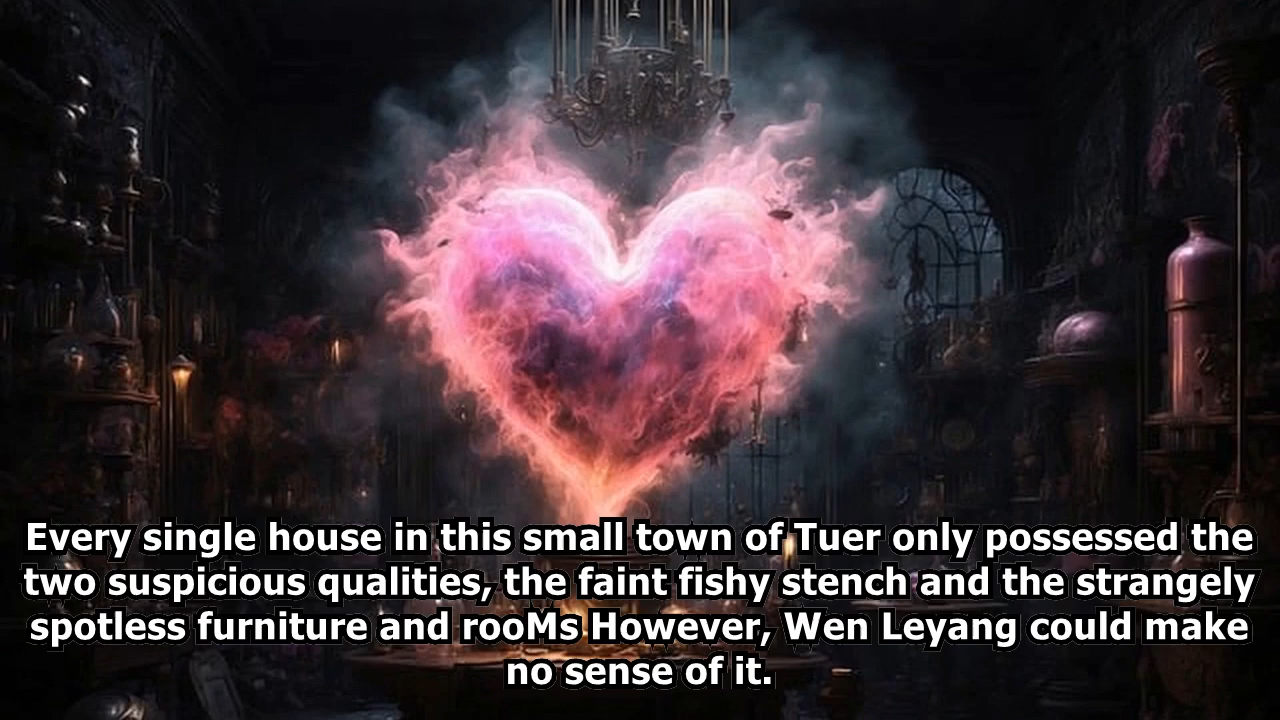 Every single house in this small town of Tuer only possessed the
two suspicious qualities, the faint fishy stench and the strangely
spotless furniture and rooMs However, Wen Leyang could make
no sense of it.